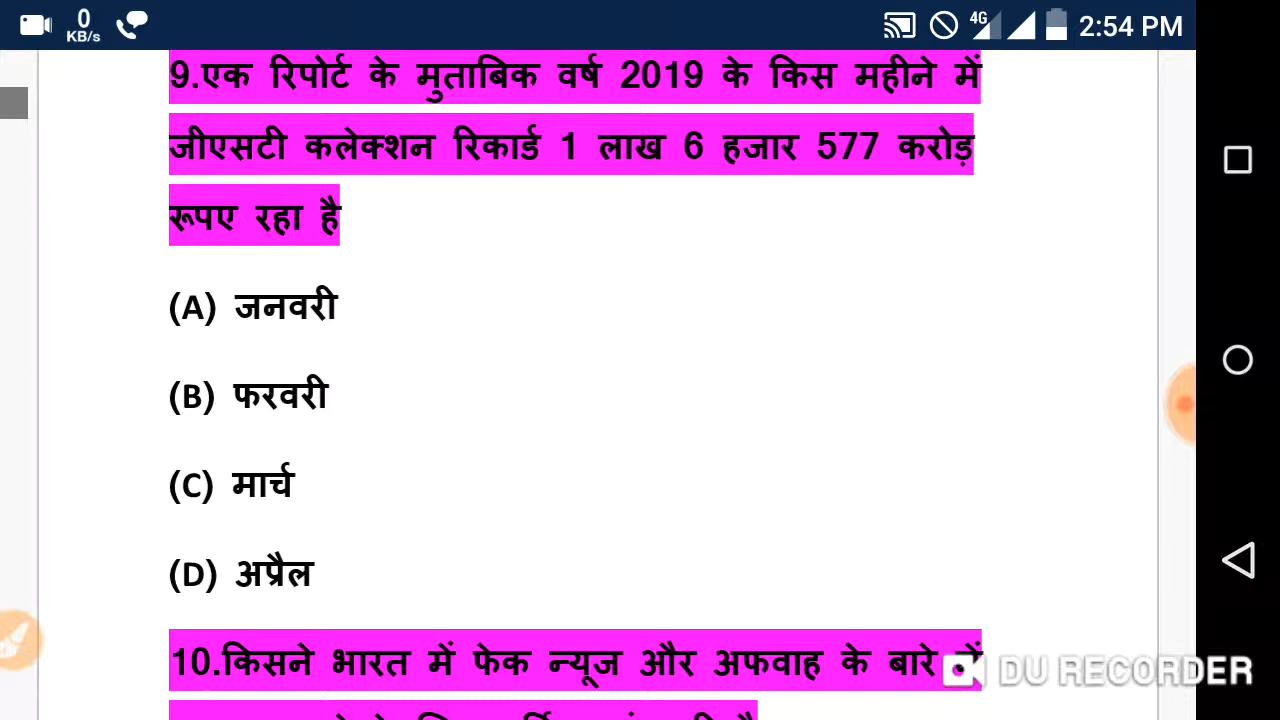 0
KB/s
4G
2:54 PM
9.एक रिपोर्ट के मुताबिक वर्ष 2019 के किस महीने में
जीएसटी कलेक्शन रिकार्ड 1 लाख 6 हजार 577 करोड़
रूपए रहा है
(A) जनवरी
(B) फरवरी
(C) मार्च
(D) अप्रैल
10.किसने भारत में फेक न्यूज और अफवाह के बारे में
DU RECORDER